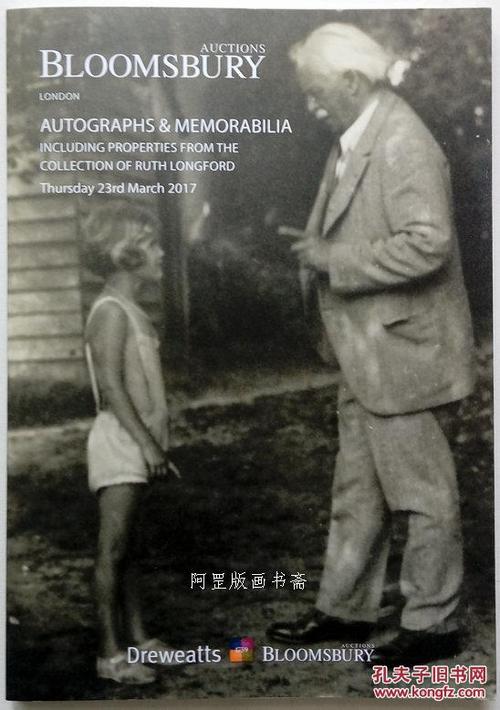 AUCTIONS
BLOOMSBURY
LONDON
AUTOGRAPHS & MEMORABILIA
INCLUDING PROPERTIES FROM THE
COLLECTION OF RUTH LONGFORD
Thursday 23rd March 2017
阿罡版画书斋
Dreweatts 1759 AUCTIONS
BLOOMSBURY
孔夫子旧书网
www.kongfz.com